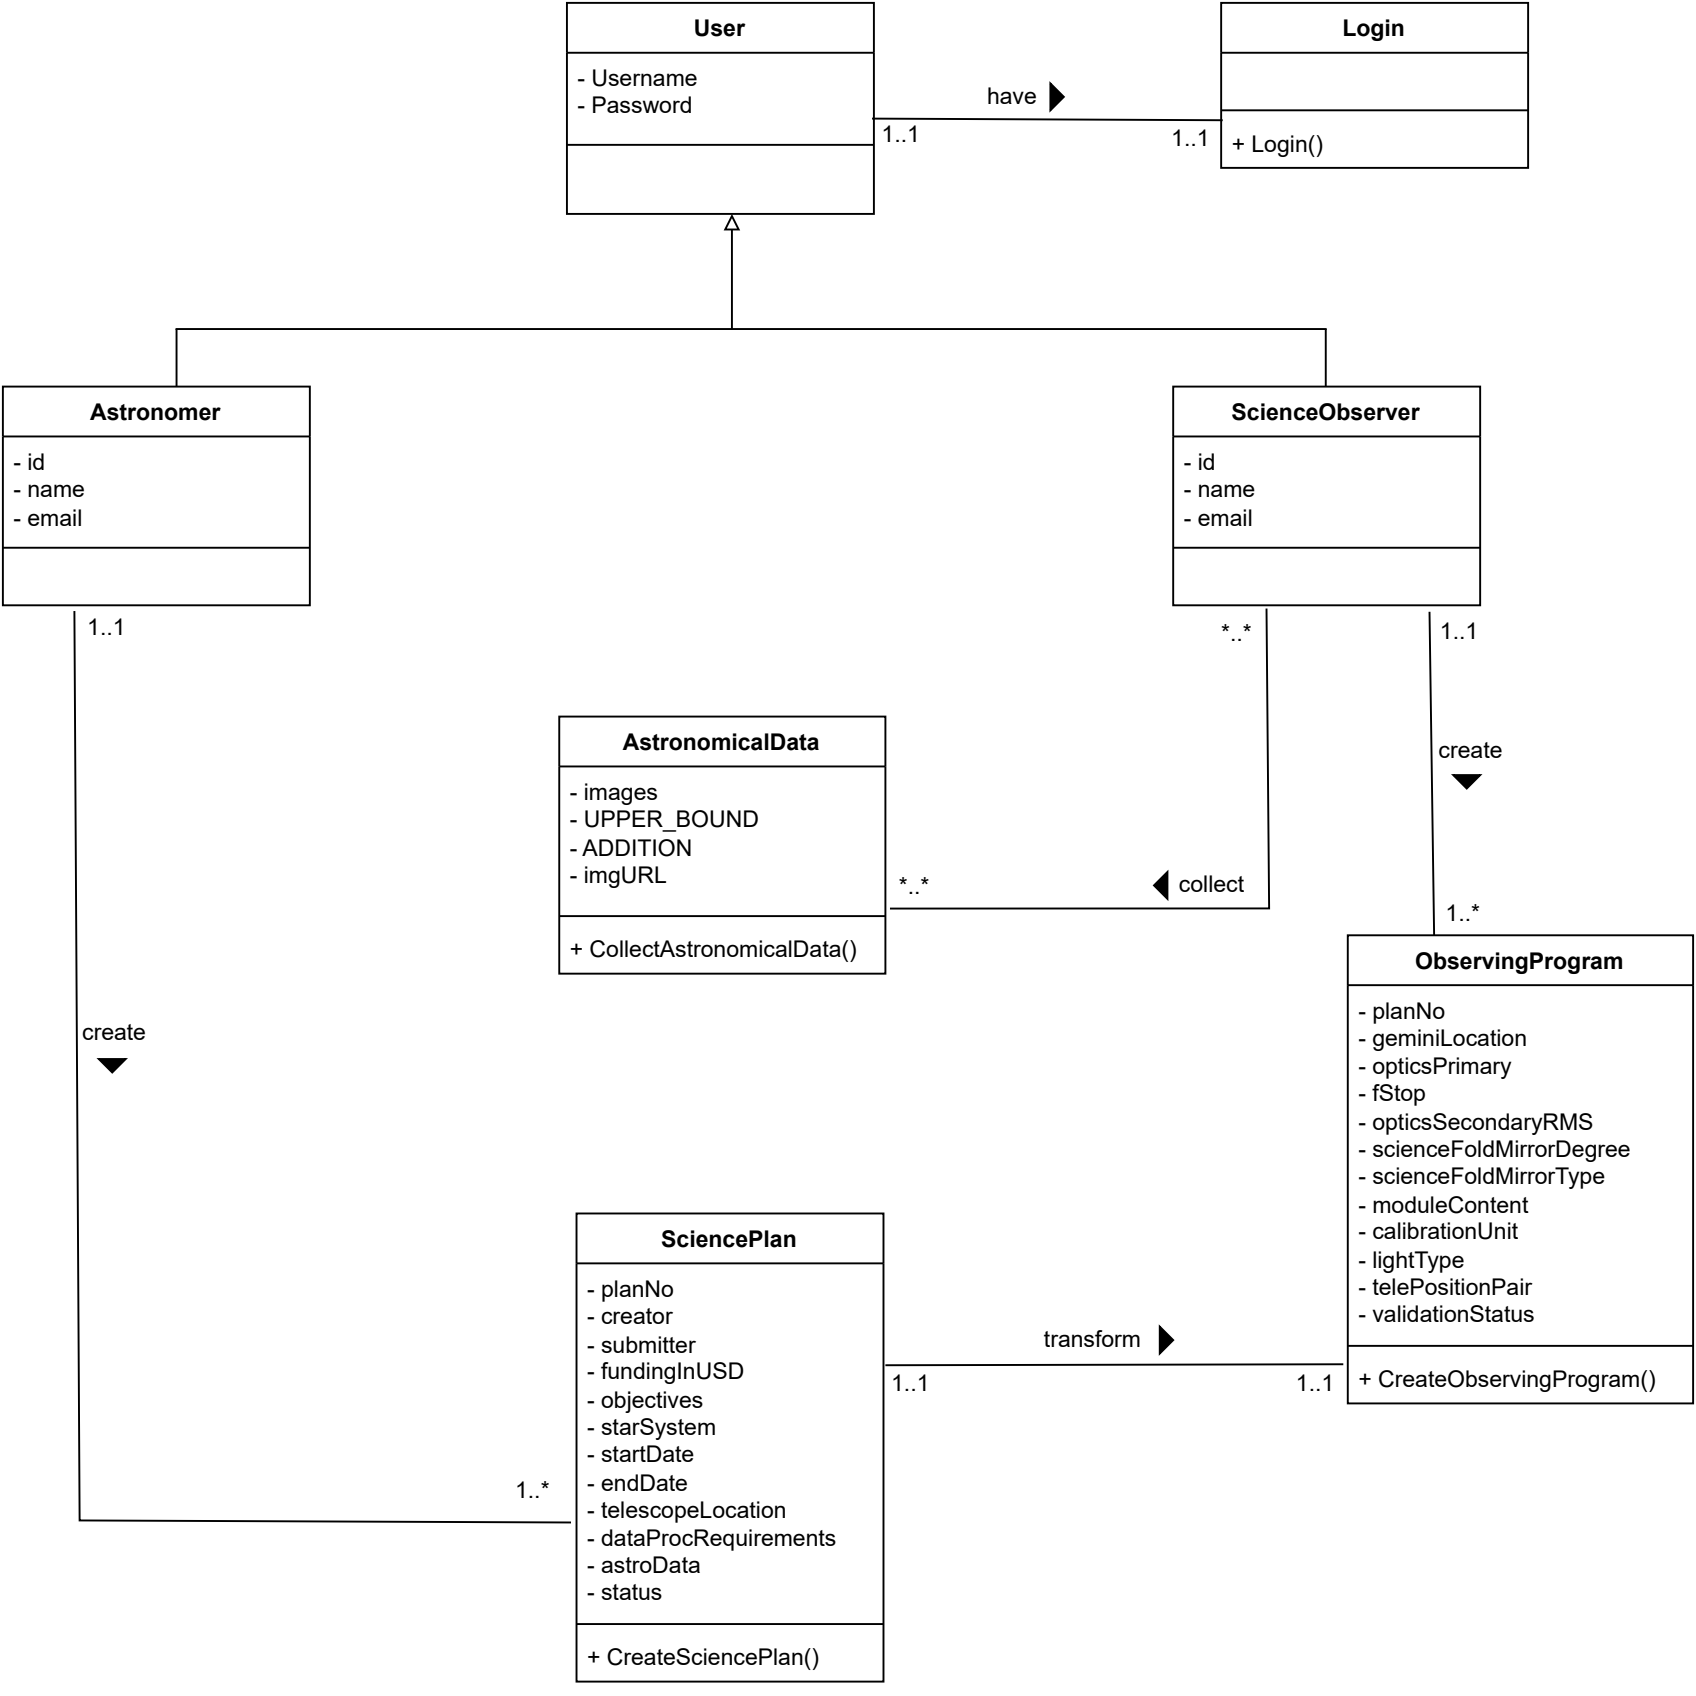 User
- Username
- Password
Login
+ Login()
have
1..1
1..1
Astronomer
- id
- name
- email
ScienceObserver
- id
- name
- email
1..1
*..*
1..1
AstronomicalData
- images
- UPPER_BOUND
- ADDITION
- imgURL
+ CollectAstronomicalData()
create
*..*
collect
1..*
ObservingProgram
- planNo
- geminiLocation
- opticsPrimary
- fStop
- opticsSecondaryRMS
- scienceFoldMirrorDegree
- scienceFoldMirrorType
- moduleContent
- calibrationUnit
- lightType
- telePositionPair
- validationStatus
+ CreateObservingProgram()
create
SciencePlan
- planNo
- creator
- submitter
- fundingInUSD
- objectives
- starSystem
- startDate
- endDate
- telescopeLocation
- dataProcRequirements
- astroData
- status
+ CreateSciencePlan()
transform
1..1
1..1
1..*